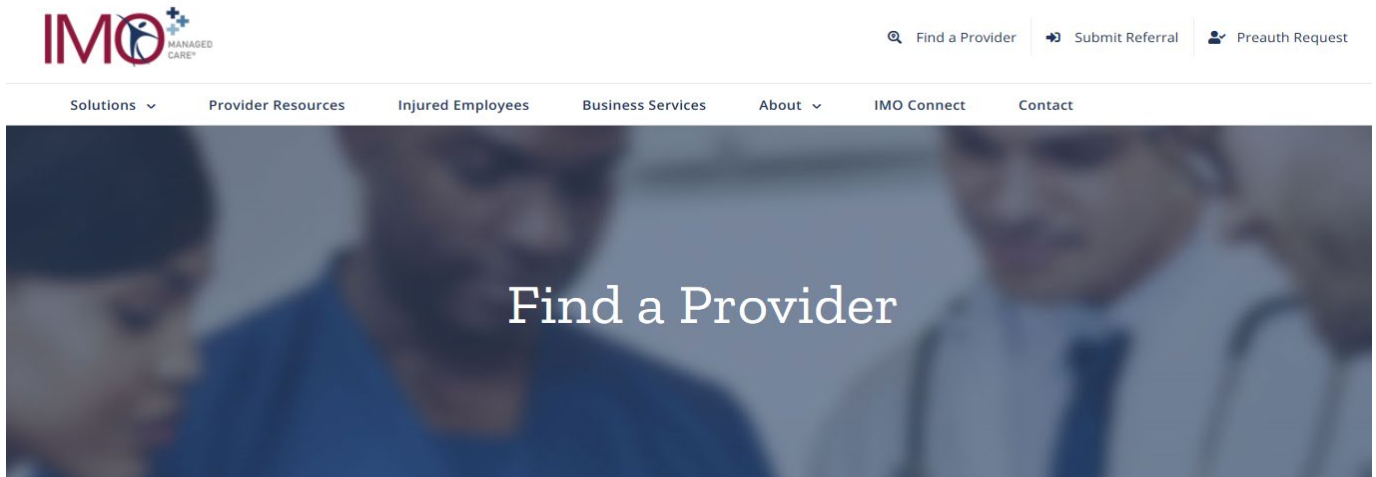 IMO
MANAGED
CARE®
Find a Provider
Submit Referral
Preauth Request
Solutions
Provider Resources
Injured Employees
Business Services
About
IMO Connect
Contact
Find a Provider